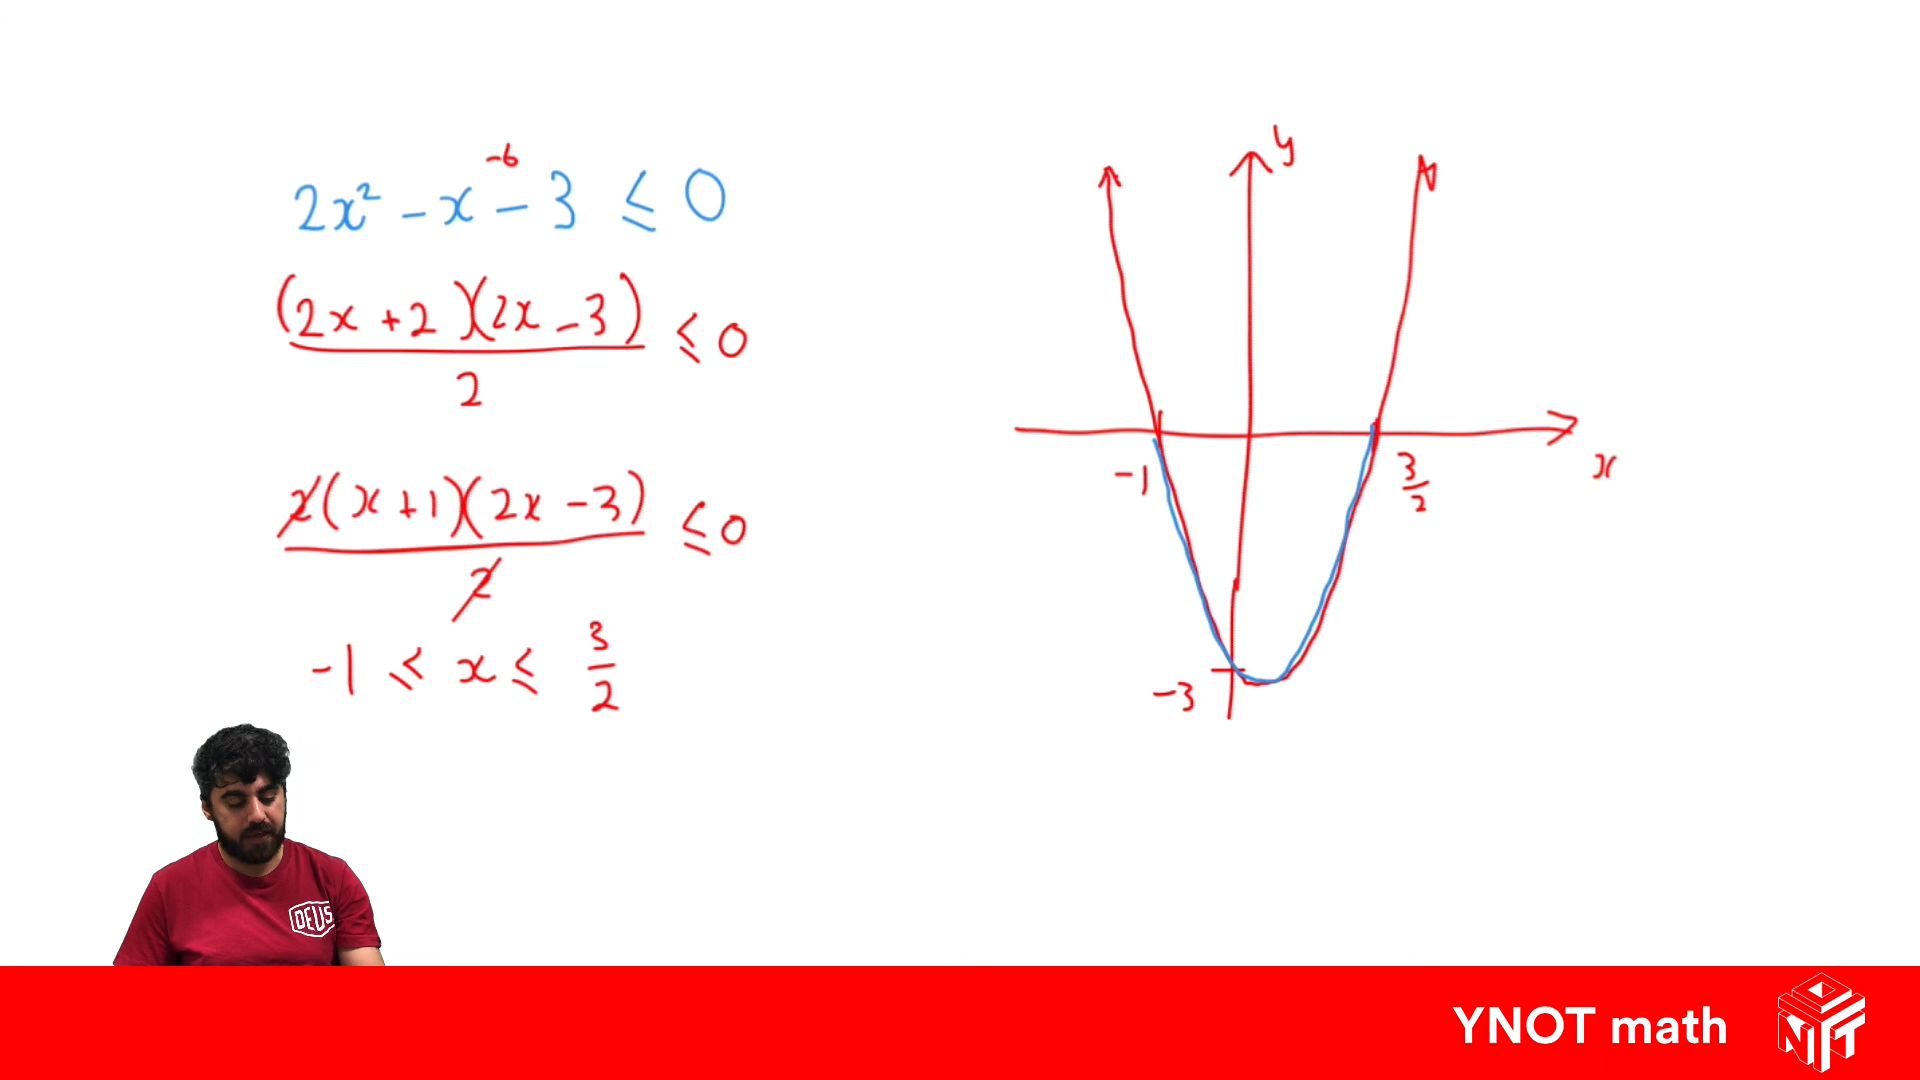 -6
2x² - x - 3 ≤ 0
(2x + 2)(2x - 3) ≤ 0
2
2(x + 1)(2x - 3) ≤ 0
2
-1 ≤ x ≤ 3/2
y
x
-1
3/2
-3
DEUS
YNOT math
YNOT